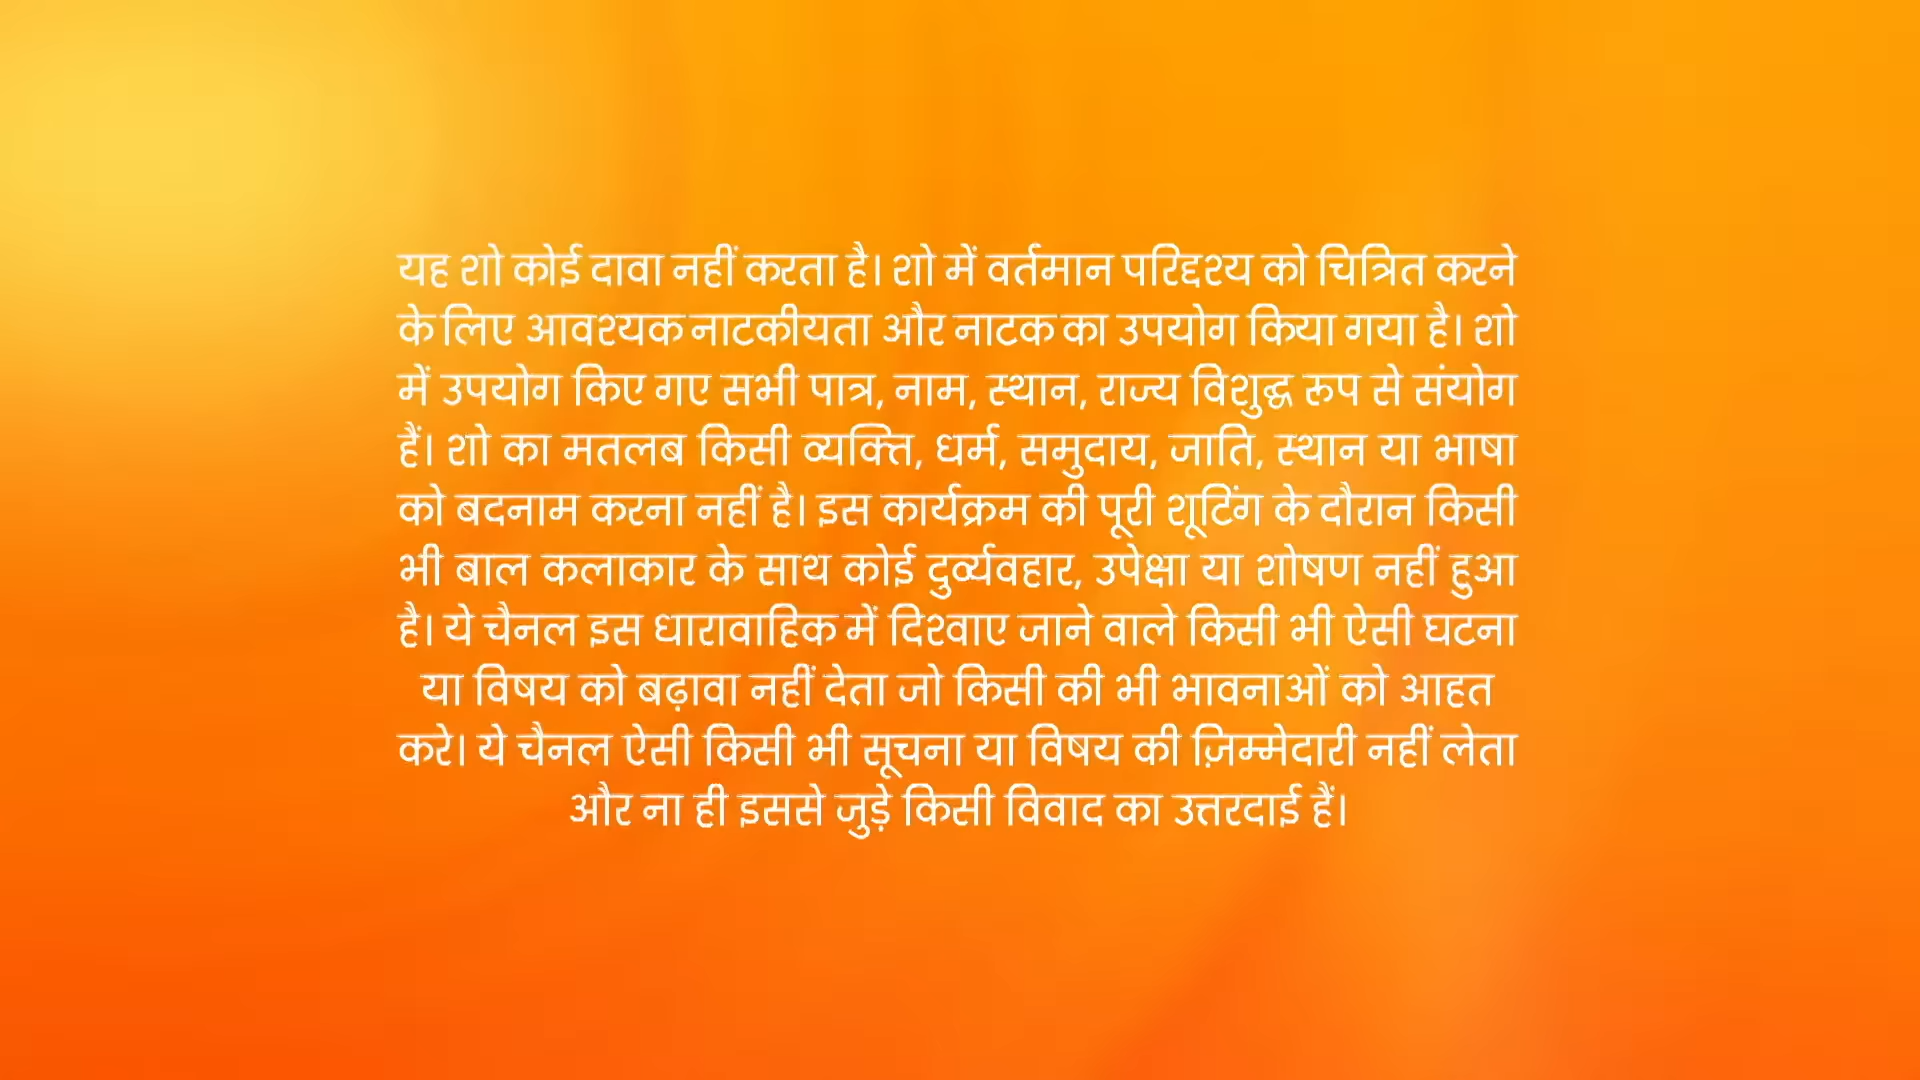 यह शो कोई दावा नहीं करता है। शो में वर्तमान परिद्दश्य को चित्रित करने
के लिए आवश्यक नाटकीयता और नाटक का उपयोग किया गया है। शो
में उपयोग किए गए सभी पात्र, नाम, स्थान, राज्य विशुद्ध रुप से संयोग
हैं। शो का मतलब किसी व्यक्ति, धर्म, समुदाय, जाति, स्थान या भाषा
को बदनाम करना नहीं है। इस कार्यक्रम की पूरी शूटिंग के दौरान किसी
भी बाल कलाकार के साथ कोई दुर्व्यवहार, उपेक्षा या शोषण नहीं हुआ
है। ये चैनल इस धारावाहिक में दिखाए जाने वाले किसी भी ऐसी घटना
या विषय को बढ़ावा नहीं देता जो किसी की भी भावनाओं को आहत
करे। ये चैनल ऐसी किसी भी सूचना या विषय की ज़िम्मेदारी नहीं लेता
और ना ही इससे जुड़े किसी विवाद का उत्तरदाई हैं।